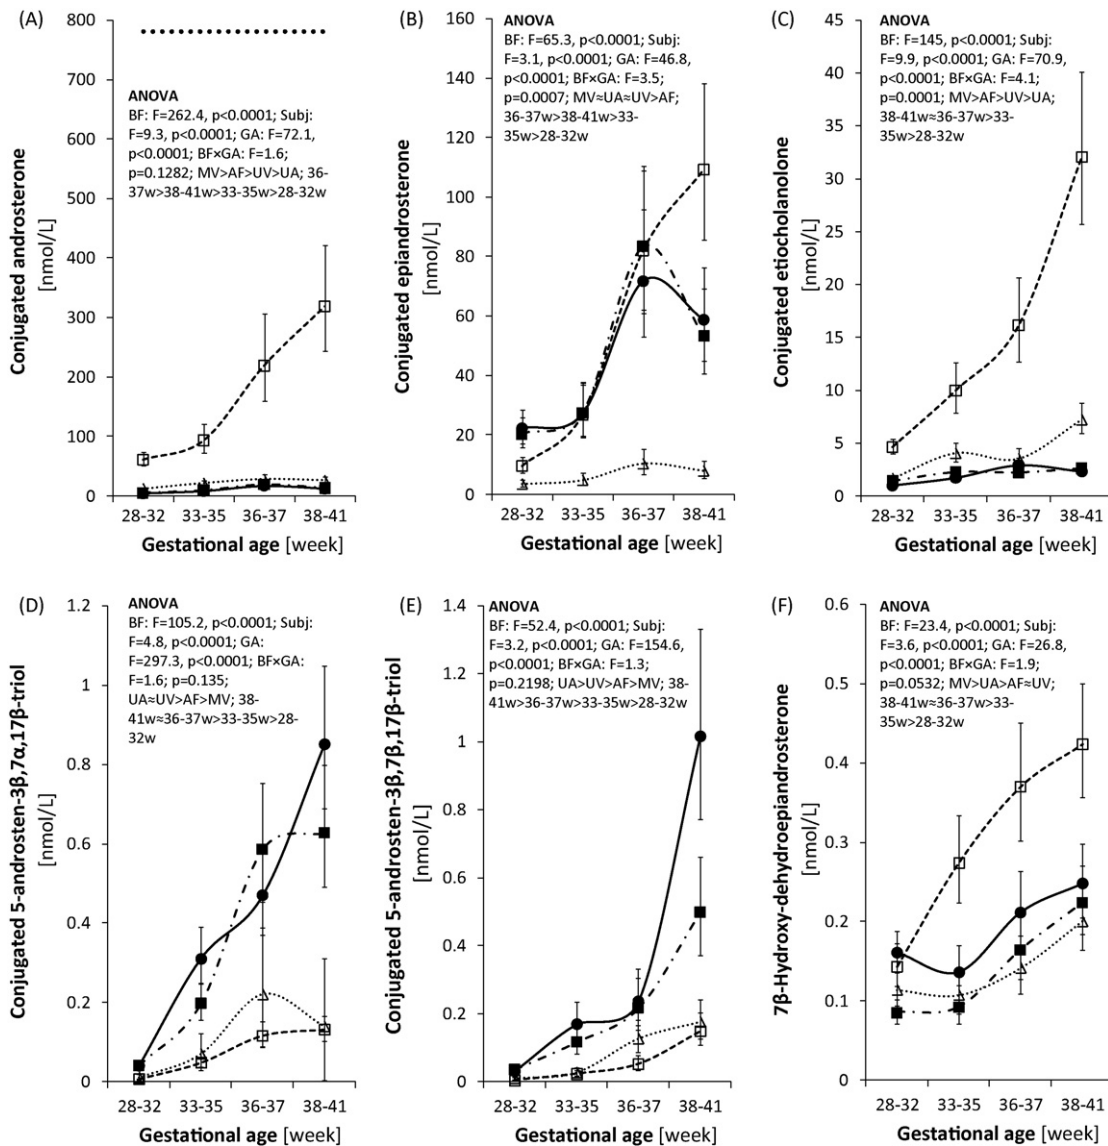 (A)
Conjugated androsterone
[nmol/L]
800
700
600
500
400
300
200
100
0
ANOVA
BF: F=262.4, p<0.0001; Subj:
F=9.3, p<0.0001; GA: F=72.1,
p<0.0001; BF×GA: F=1.6;
p=0.1282; MV>AF>UV>UA; 36-
37w>38-41w>33-35w>28-32w
28-32 33-35 36-37 38-41
Gestational age [week]
(B)
Conjugated epiandrosterone
[nmol/L]
160
140
120
100
80
60
40
20
0
ANOVA
BF: F=65.3, p<0.0001; Subj:
F=3.1, p<0.0001; GA: F=46.8,
p<0.0001; BF×GA: F=3.5;
p=0.0007; MV≈UA≈UV>AF;
36-37w>38-41w>33-
35w>28-32w
28-32 33-35 36-37 38-41
Gestational age [week]
(C)
Conjugated etiocholanolone
[nmol/L]
45
40
35
30
25
20
15
10
5
0
ANOVA
BF: F=145, p<0.0001; Subj:
F=9.9, p<0.0001; GA: F=70.9,
p<0.0001; BF×GA: F=4.1;
p=0.0001; MV>AF>UV>UA;
38-41w≈36-37w>33-
35w>28-32w
28-32 33-35 36-37 38-41
Gestational age [week]
(D)
Conjugated 5-androsten-3β,7α,17β-triol
[nmol/L]
1.2
1
0.8
0.6
0.4
0.2
0
ANOVA
BF: F=105.2, p<0.0001; Subj:
F=4.8, p<0.0001; GA:
F=297.3, p<0.0001; BF×GA:
F=1.6; p=0.135;
UA≈UV>AF>MV; 38-
41w≈36-37w>33-35w>28-
32w
28-32 33-35 36-37 38-41
Gestational age [week]
(E)
Conjugated 5-androsten-3β,7β,17β-triol
[nmol/L]
1.4
1.2
1
0.8
0.6
0.4
0.2
0
ANOVA
BF: F=52.4, p<0.0001; Subj:
F=3.2, p<0.0001; GA: F=154.6,
p<0.0001; BF×GA: F=1.3;
p=0.2198; UA>UV>AF>MV; 38-
41w>36-37w>33-35w>28-32w
28-32 33-35 36-37 38-41
Gestational age [week]
(F)
7β-Hydroxy-dehydroepiandrosterone
[nmol/L]
0.6
0.5
0.4
0.3
0.2
0.1
0
ANOVA
BF: F=23.4, p<0.0001; Subj:
F=3.6, p<0.0001; GA: F=26.8,
p<0.0001; BF×GA: F=1.9;
p=0.0532; MV>UA>AF≈UV;
38-41w≈36-37w>33-
35w>28-32w
28-32 33-35 36-37 38-41
Gestational age [week]